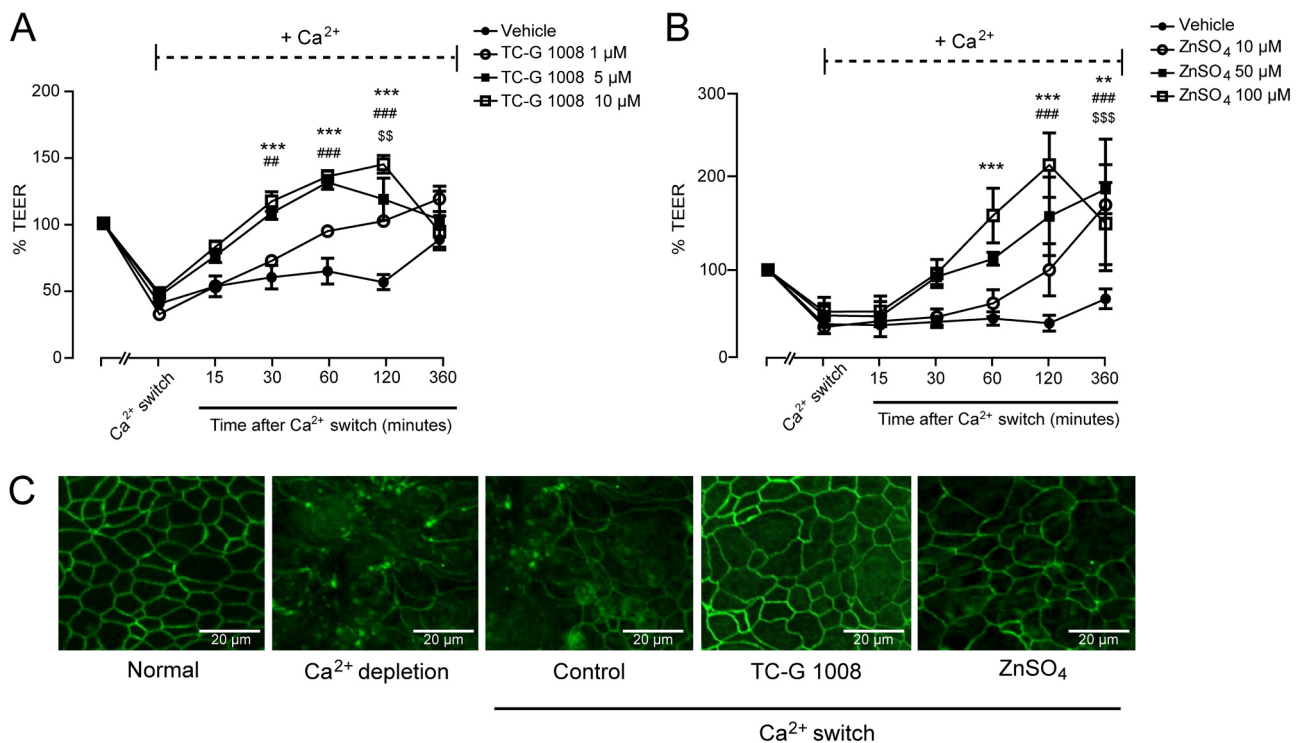 A
+ Ca²⁺
Vehicle
TC-G 1008 1 µM
TC-G 1008 5 µM
TC-G 1008 10 µM
200
150
100
50
0
% TEER
***
##
***
###
***
###
$$
Ca²⁺ switch
15
30
60
120
360
Time after Ca²⁺ switch (minutes)
B
+ Ca²⁺
Vehicle
ZnSO₄ 10 µM
ZnSO₄ 50 µM
ZnSO₄ 100 µM
300
200
100
0
% TEER
***
***
###
**
###
$$$
Ca²⁺ switch
15
30
60
120
360
Time after Ca²⁺ switch (minutes)
C
20 µm
20 µm
20 µm
20 µm
20 µm
Normal
Ca²⁺ depletion
Control
TC-G 1008
ZnSO₄
Ca²⁺ switch